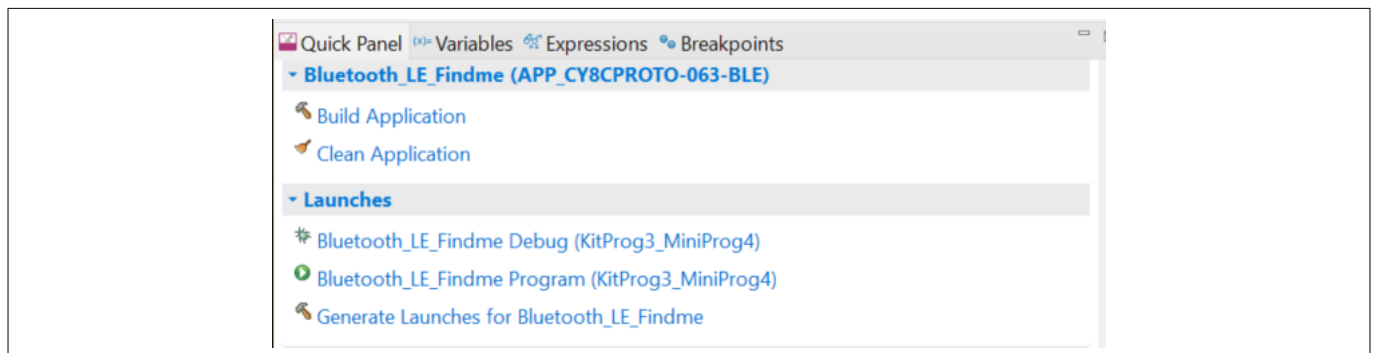 Quick Panel (x)= Variables Expressions Breakpoints
Bluetooth_LE_Findme (APP_CY8CPROTO-063-BLE)
Build Application
Clean Application
Launches
Bluetooth_LE_Findme Debug (KitProg3_MiniProg4)
Bluetooth_LE_Findme Program (KitProg3_MiniProg4)
Generate Launches for Bluetooth_LE_Findme